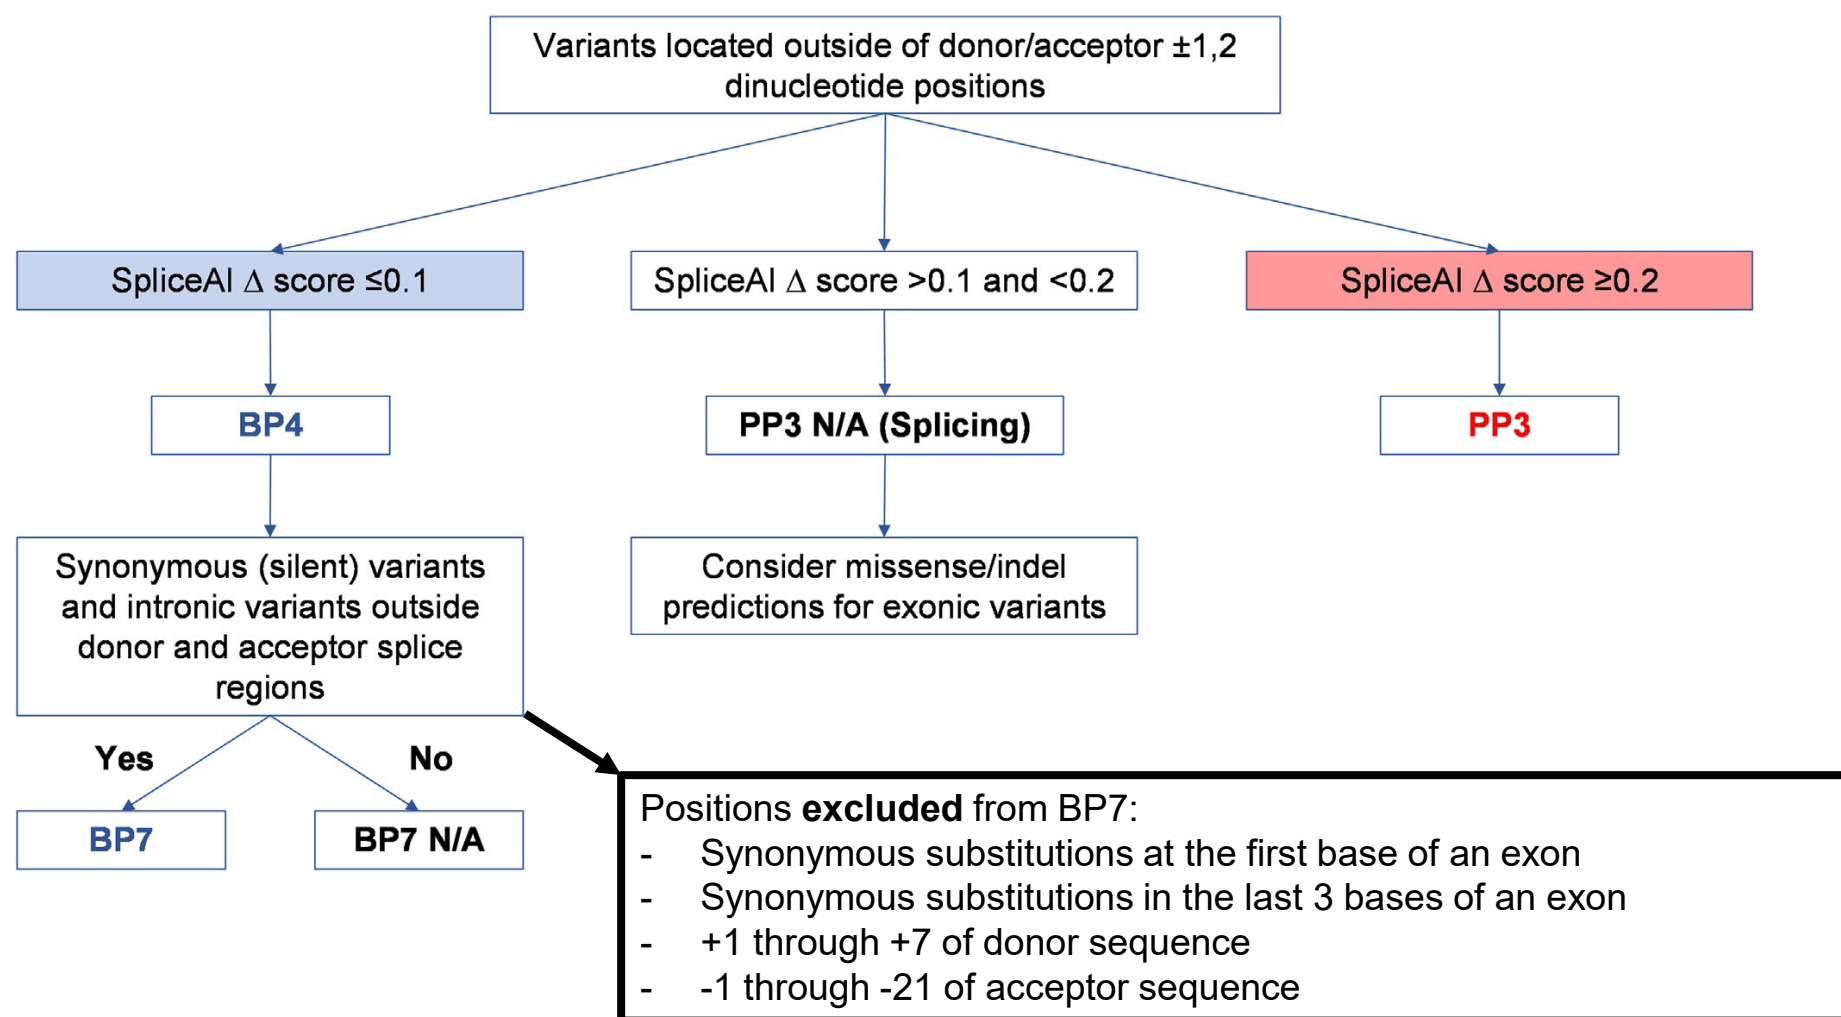 Variants located outside of donor/acceptor ±1,2
dinucleotide positions
SpliceAI Δ score ≤0.1
SpliceAI Δ score >0.1 and <0.2
SpliceAI Δ score ≥0.2
BP4
PP3 N/A (Splicing)
PP3
Synonymous (silent) variants
and intronic variants outside
donor and acceptor splice
regions
Consider missense/indel
predictions for exonic variants
Yes
No
BP7
BP7 N/A
Positions excluded from BP7:
- Synonymous substitutions at the first base of an exon
- Synonymous substitutions in the last 3 bases of an exon
- +1 through +7 of donor sequence
- -1 through -21 of acceptor sequence